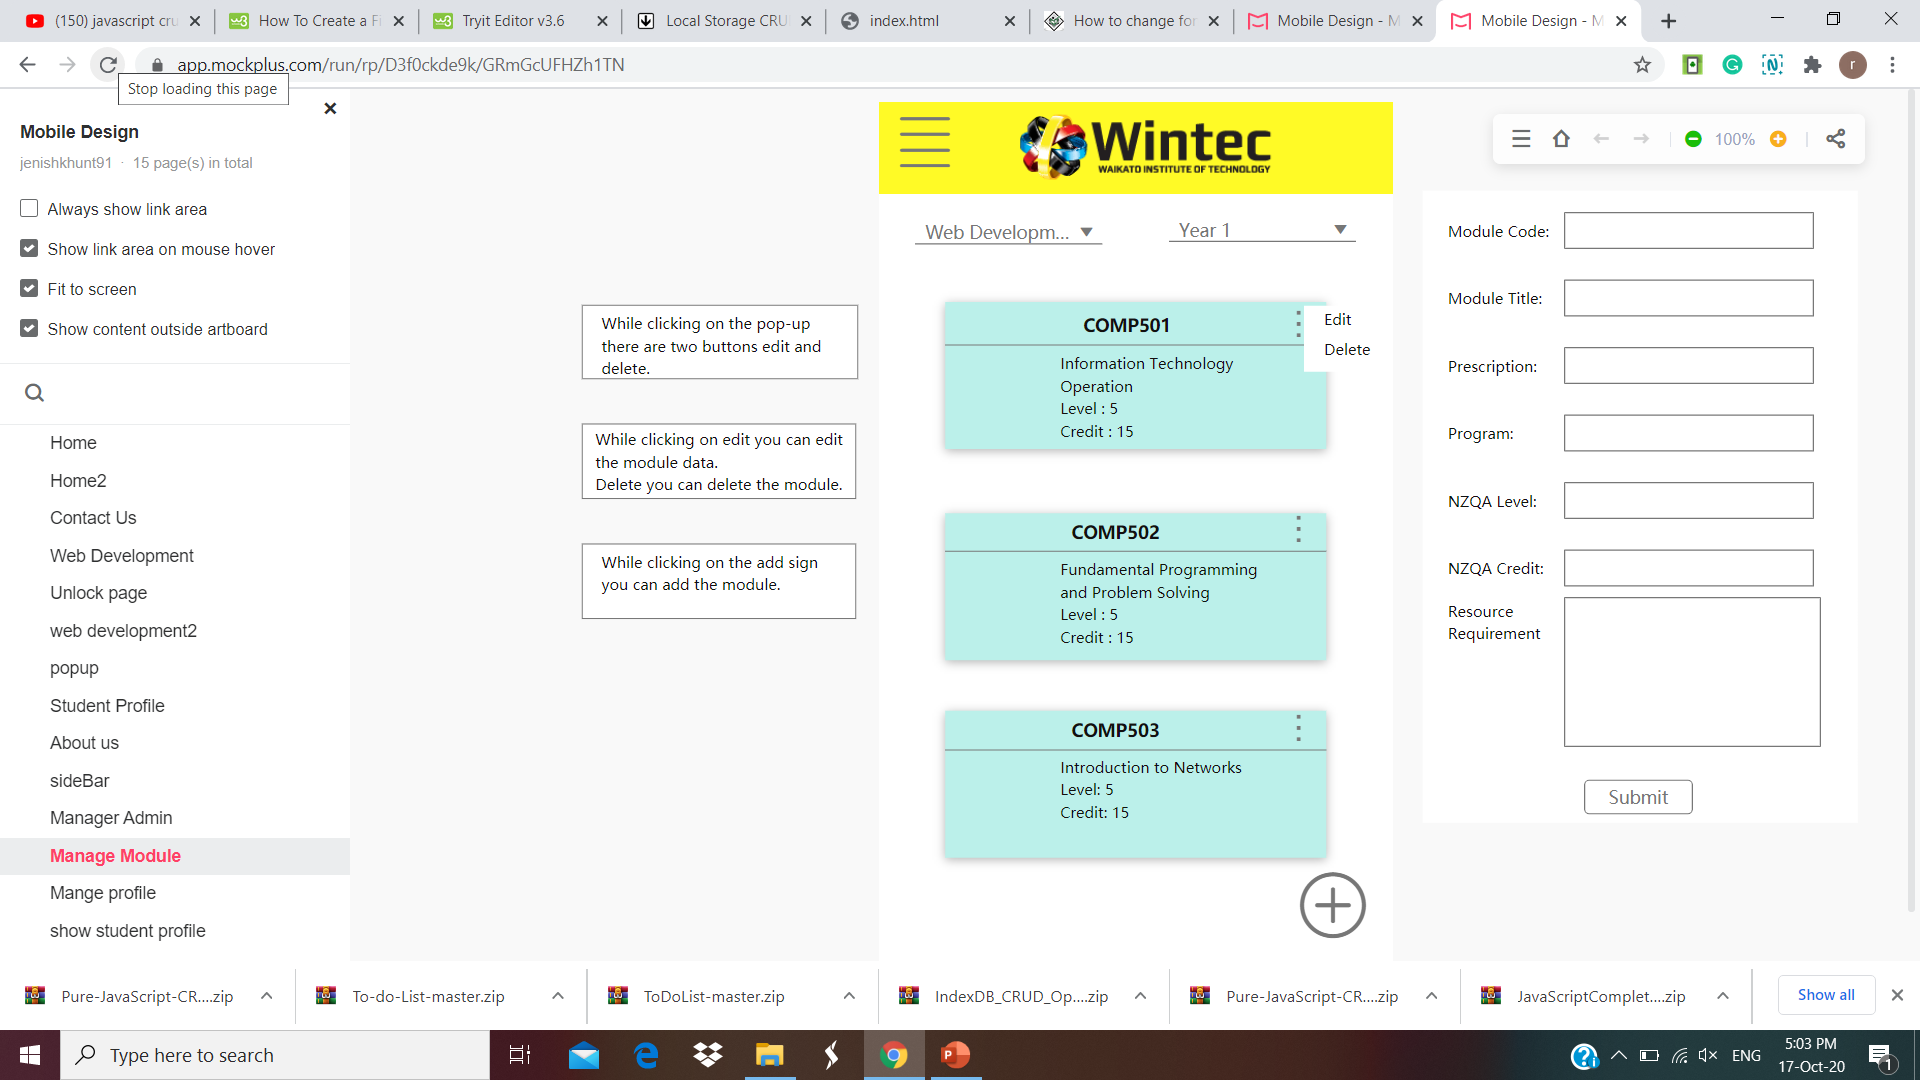 (150) javascript cru
How To Create a Fi
Tryit Editor v3.6
Local Storage CRU
index.html
How to change for
Mobile Design - M
Mobile Design - M
app.mockplus.com/run/rp/D3f0ckde9k/GRmGcUFHZh1TN
r
Stop loading this page
Mobile Design
jenishkhunt91 · 15 page(s) in total
Always show link area
Show link area on mouse hover
Fit to screen
Show content outside artboard
Home
Home2
Contact Us
Web Development
Unlock page
web development2
popup
Student Profile
About us
sideBar
Manager Admin
Manage Module
Mange profile
show student profile
While clicking on the pop-up
there are two buttons edit and
delete.
While clicking on edit you can edit
the module data.
Delete you can delete the module.
While clicking on the add sign
you can add the module.
Wintec
WAIKATO INSTITUTE OF TECHNOLOGY
Web Developm...
Year 1
COMP501
Edit
Delete
Information Technology
Operation
Level : 5
Credit : 15
COMP502
Fundamental Programming
and Problem Solving
Level : 5
Credit : 15
COMP503
Introduction to Networks
Level: 5
Credit: 15
100%
Module Code:
Module Title:
Prescription:
Program:
NZQA Level:
NZQA Credit:
Resource
Requirement
Submit
Pure-JavaScript-CR....zip
To-do-List-master.zip
ToDoList-master.zip
IndexDB_CRUD_Op....zip
Pure-JavaScript-CR....zip
JavaScriptComplet....zip
Show all
Type here to search
ENG
5:03 PM
17-Oct-20
1